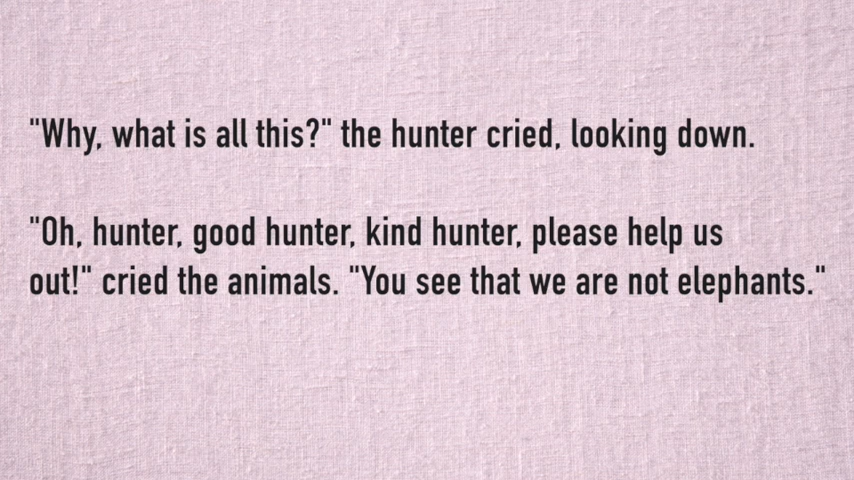 "Why, what is all this?" the hunter cried, looking down.
"Oh, hunter, good hunter, kind hunter, please help us
out!" cried the animals. "You see that we are not elephants."